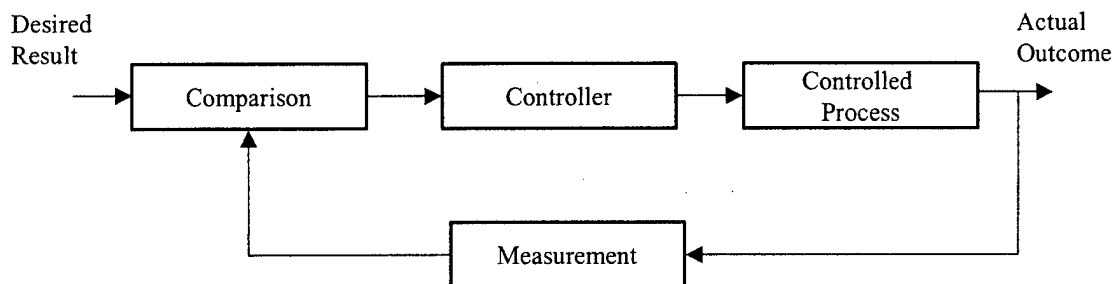 Desired
Result
Actual
Outcome
Comparison
Controller
Controlled
Process
Measurement